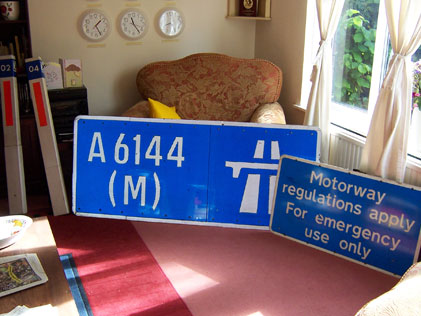 02
04
A 6144
(M)
Motorway
regulations apply
For emergency
use only